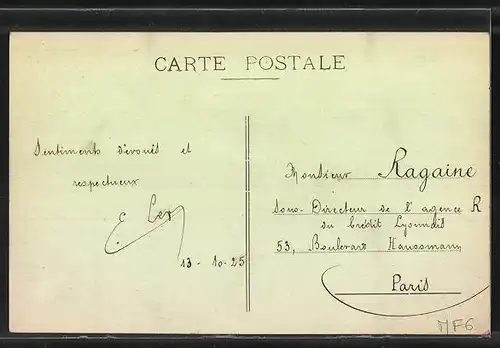 CARTE POSTALE
Sentiments dévoués et
respectueux
E.
13 - 10 - 25
Monsieur Ragaine
Sous-Directeur de l'agence R
du Crédit Lyonnais
53, Boulevard Haussmann
Paris
MF6